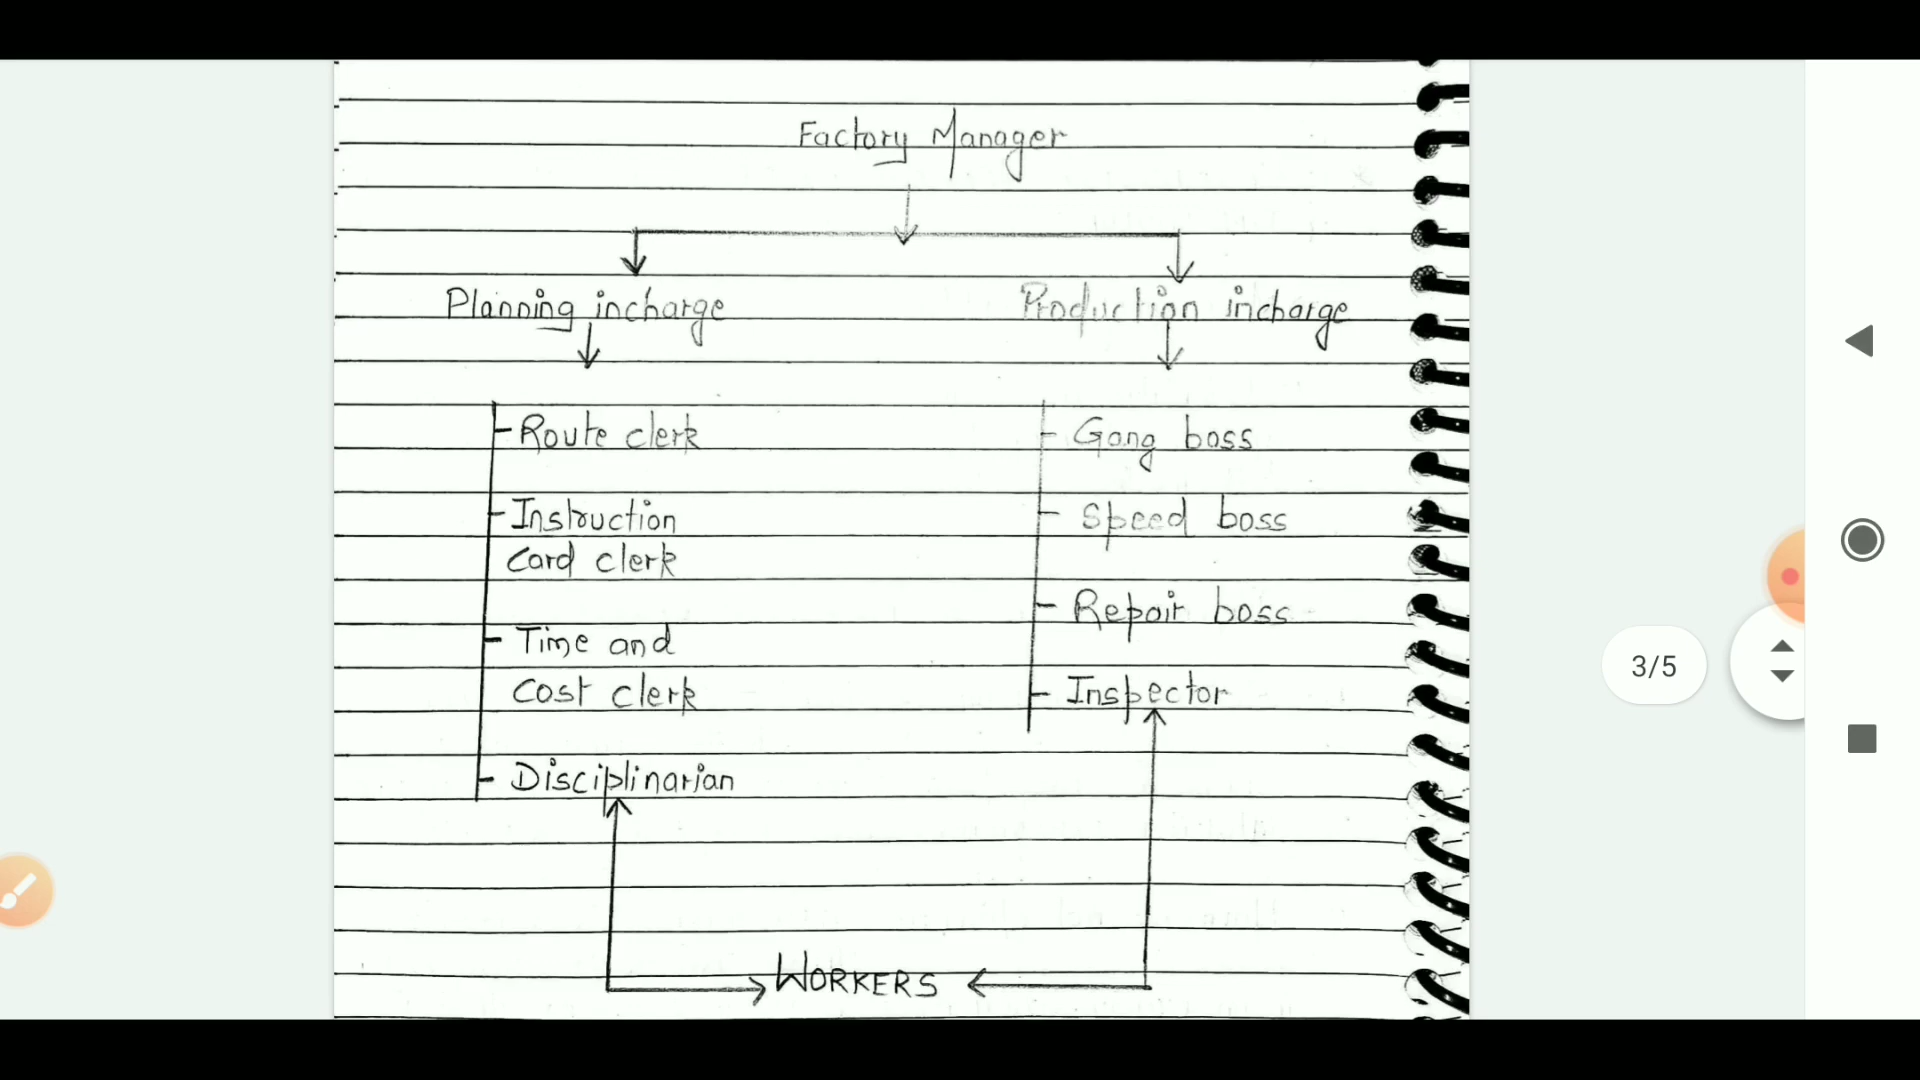 Factory Manager
Planning incharge
Production incharge
Route clerk
Gang boss
Instruction
Card clerk
Speed boss
Repair boss
Time and
Cost clerk
Inspector
Disciplinarian
WORKERS
3/5